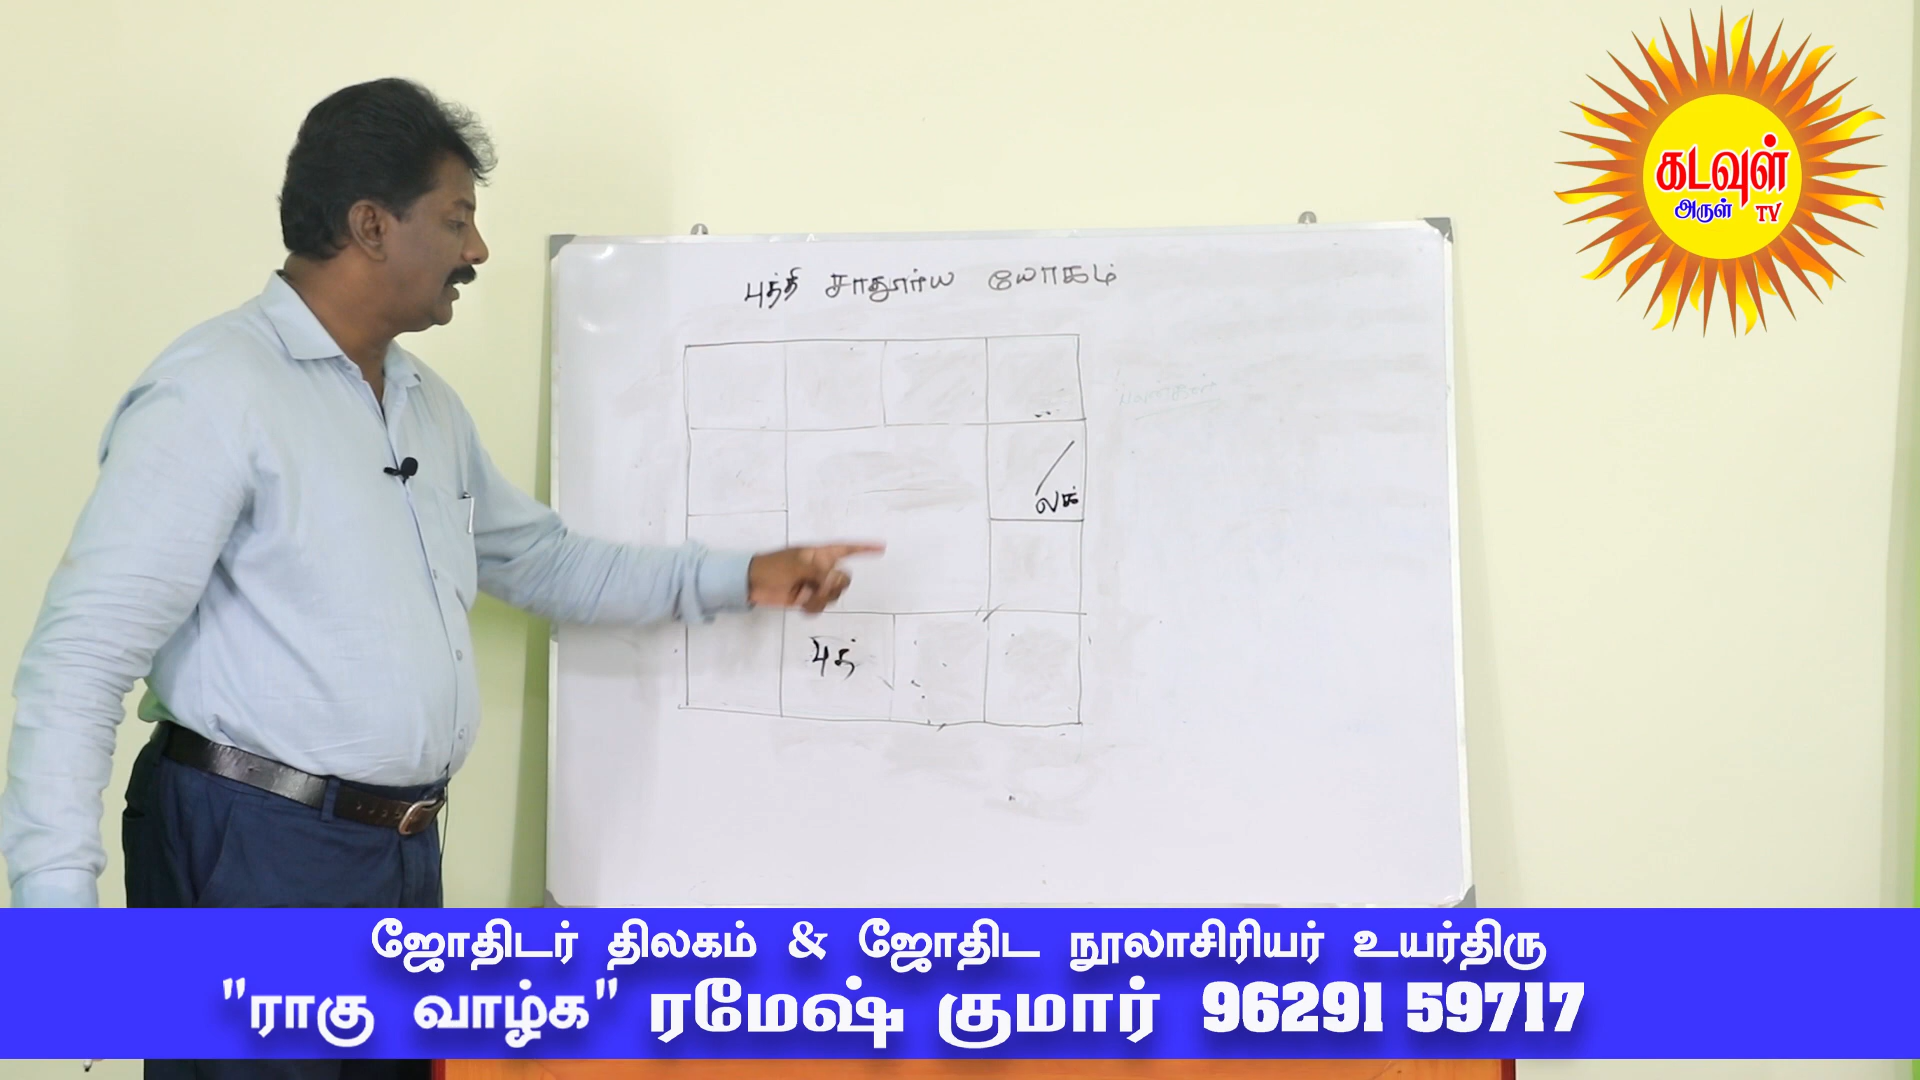 கடவுள்
அருள் TV
புத்தி சாதூர்ய யோகம்
லக்
புத
ஜோதிடர் திலகம் & ஜோதிட நூலாசிரியர் உயர்திரு
"ராகு வாழ்க" ரமேஷ் குமார் 96291 59717